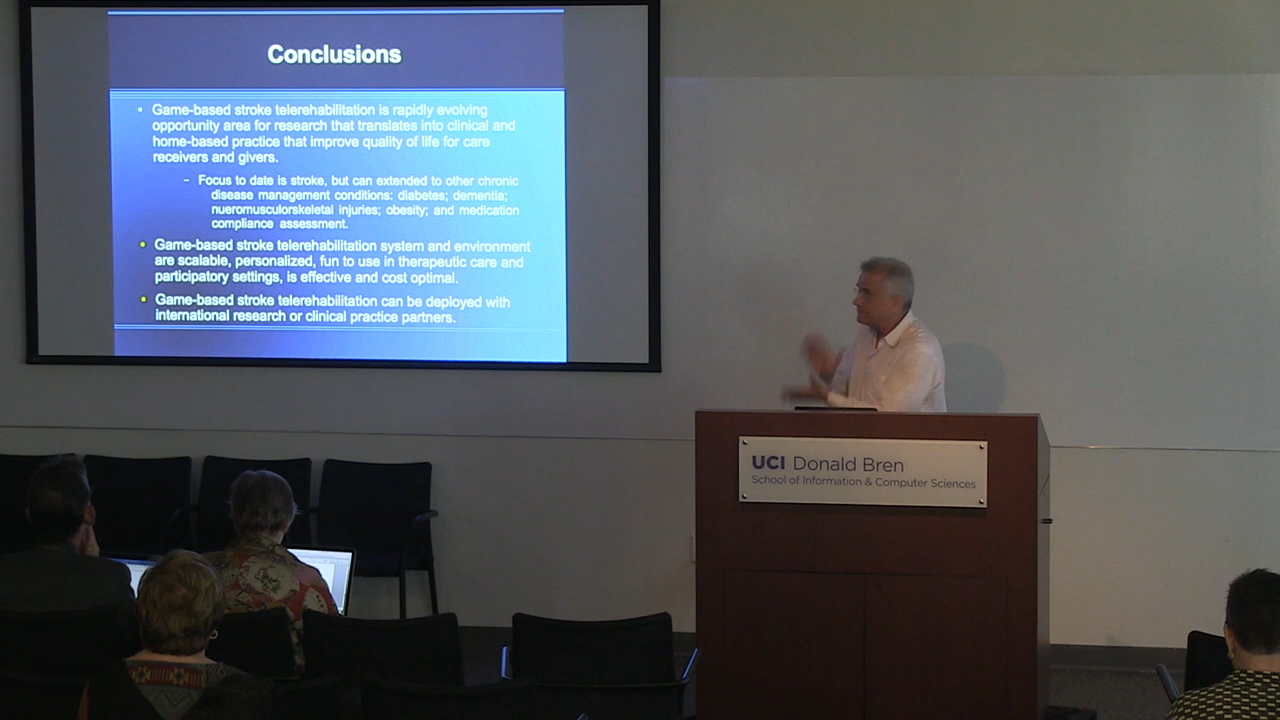 Conclusions
• Game-based stroke telerehabilitation is rapidly evolving
opportunity area for research that translates into clinical and
home-based practice that improve quality of life for care
receivers and givers.
– Focus to date is stroke, but can extended to other chronic
disease management conditions: diabetes; dementia;
nueromusculorskeletal injuries; obesity; and medication
compliance assessment.
• Game-based stroke telerehabilitation system and environment
are scalable, personalized, fun to use in therapeutic care and
participatory settings, is effective and cost optimal.
• Game-based stroke telerehabilitation can be deployed with
international research or clinical practice partners.
UCI Donald Bren
School of Information & Computer Sciences